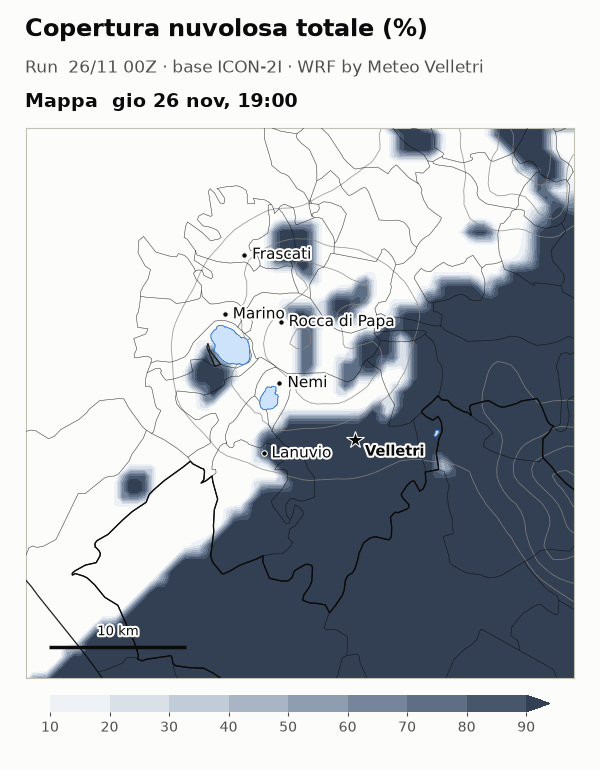 Copertura nuvolosa totale (%)
Run  26/11 00Z · base ICON-2I · WRF by Meteo Velletri
Mappa  gio 26 nov, 19:00
Frascati
Marino
Rocca di Papa
Nemi
Velletri
Lanuvio
10 km
10 20 30 40 50 60 70 80 90